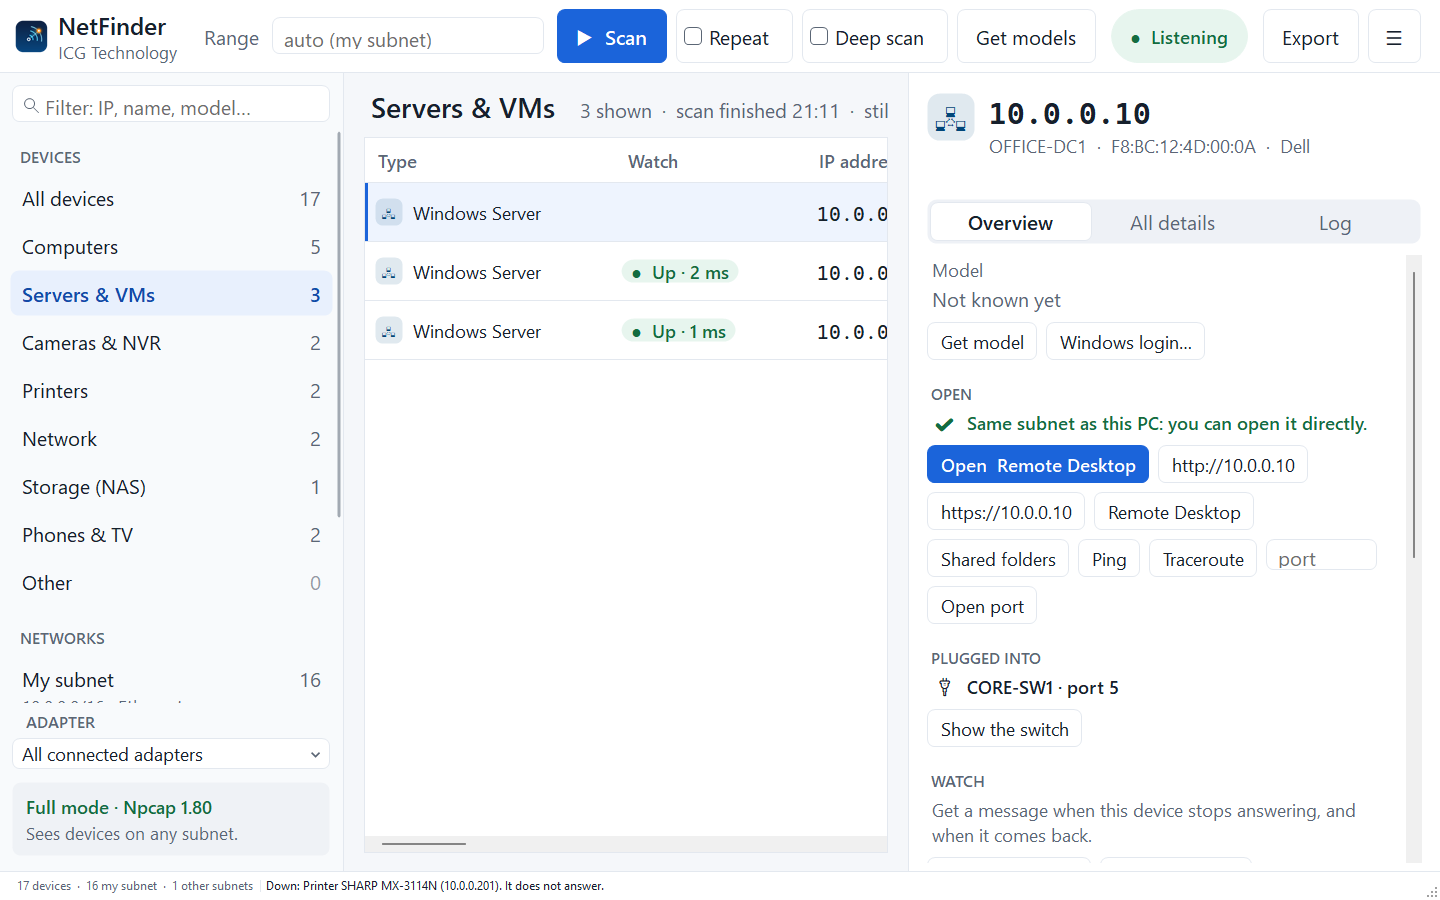 NetFinder
ICG Technology
Range
auto (my subnet)
Scan
Repeat
Deep scan
Get models
Listening
Export
Filter: IP, name, model...
DEVICES
All devices 17
Computers 5
Servers & VMs 3
Cameras & NVR 2
Printers 2
Network 2
Storage (NAS) 1
Phones & TV 2
Other 0
NETWORKS
My subnet 16
ADAPTER
All connected adapters
Full mode · Npcap 1.80
Sees devices on any subnet.
Servers & VMs 3 shown · scan finished 21:11 · stil
Type Watch IP addre
Windows Server 10.0.0
Windows Server Up · 2 ms 10.0.0
Windows Server Up · 1 ms 10.0.0
10.0.0.10
OFFICE-DC1 · F8:BC:12:4D:00:0A · Dell
Overview All details Log
Model
Not known yet
Get model Windows login...
OPEN
Same subnet as this PC: you can open it directly.
Open Remote Desktop http://10.0.0.10
https://10.0.0.10 Remote Desktop
Shared folders Ping Traceroute port
Open port
PLUGGED INTO
CORE-SW1 · port 5
Show the switch
WATCH
Get a message when this device stops answering, and
when it comes back.
17 devices · 16 my subnet · 1 other subnets Down: Printer SHARP MX-3114N (10.0.0.201). It does not answer.